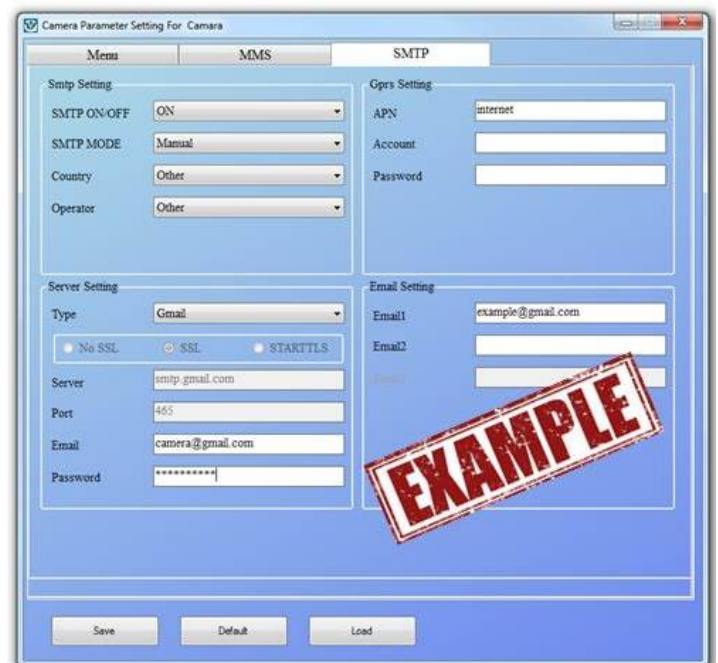 Camera Parameter Setting For Camara
Menu MMS SMTP
Smtp Setting
SMTP ON/OFF ON
SMTP MODE Manual
Country Other
Operator Other
Gprs Setting
APN internet
Account
Password
Server Setting
Type Gmail
No SSL SSL STARTTLS
Server smtp.gmail.com
Port 465
Email camera@gmail.com
Password **********
Email Setting
Email1 example@gmail.com
Email2
EXAMPLE
Save Default Load